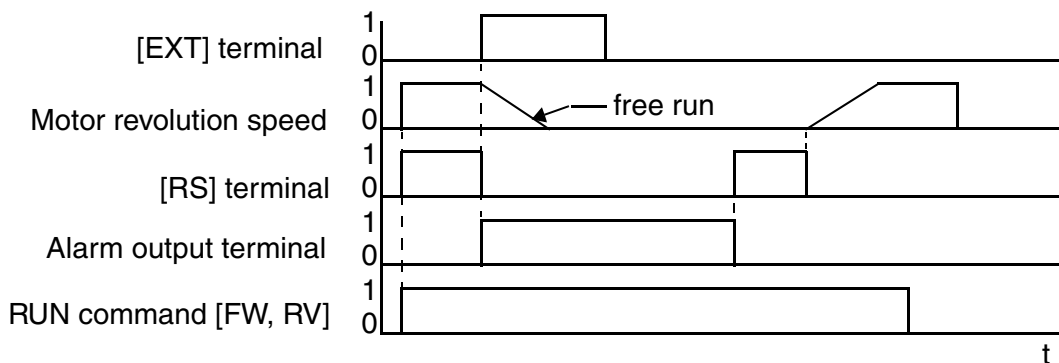 [EXT] terminal
1
0
Motor revolution speed
1
0
free run
[RS] terminal
1
0
Alarm output terminal
1
0
RUN command [FW, RV]
1
0
t